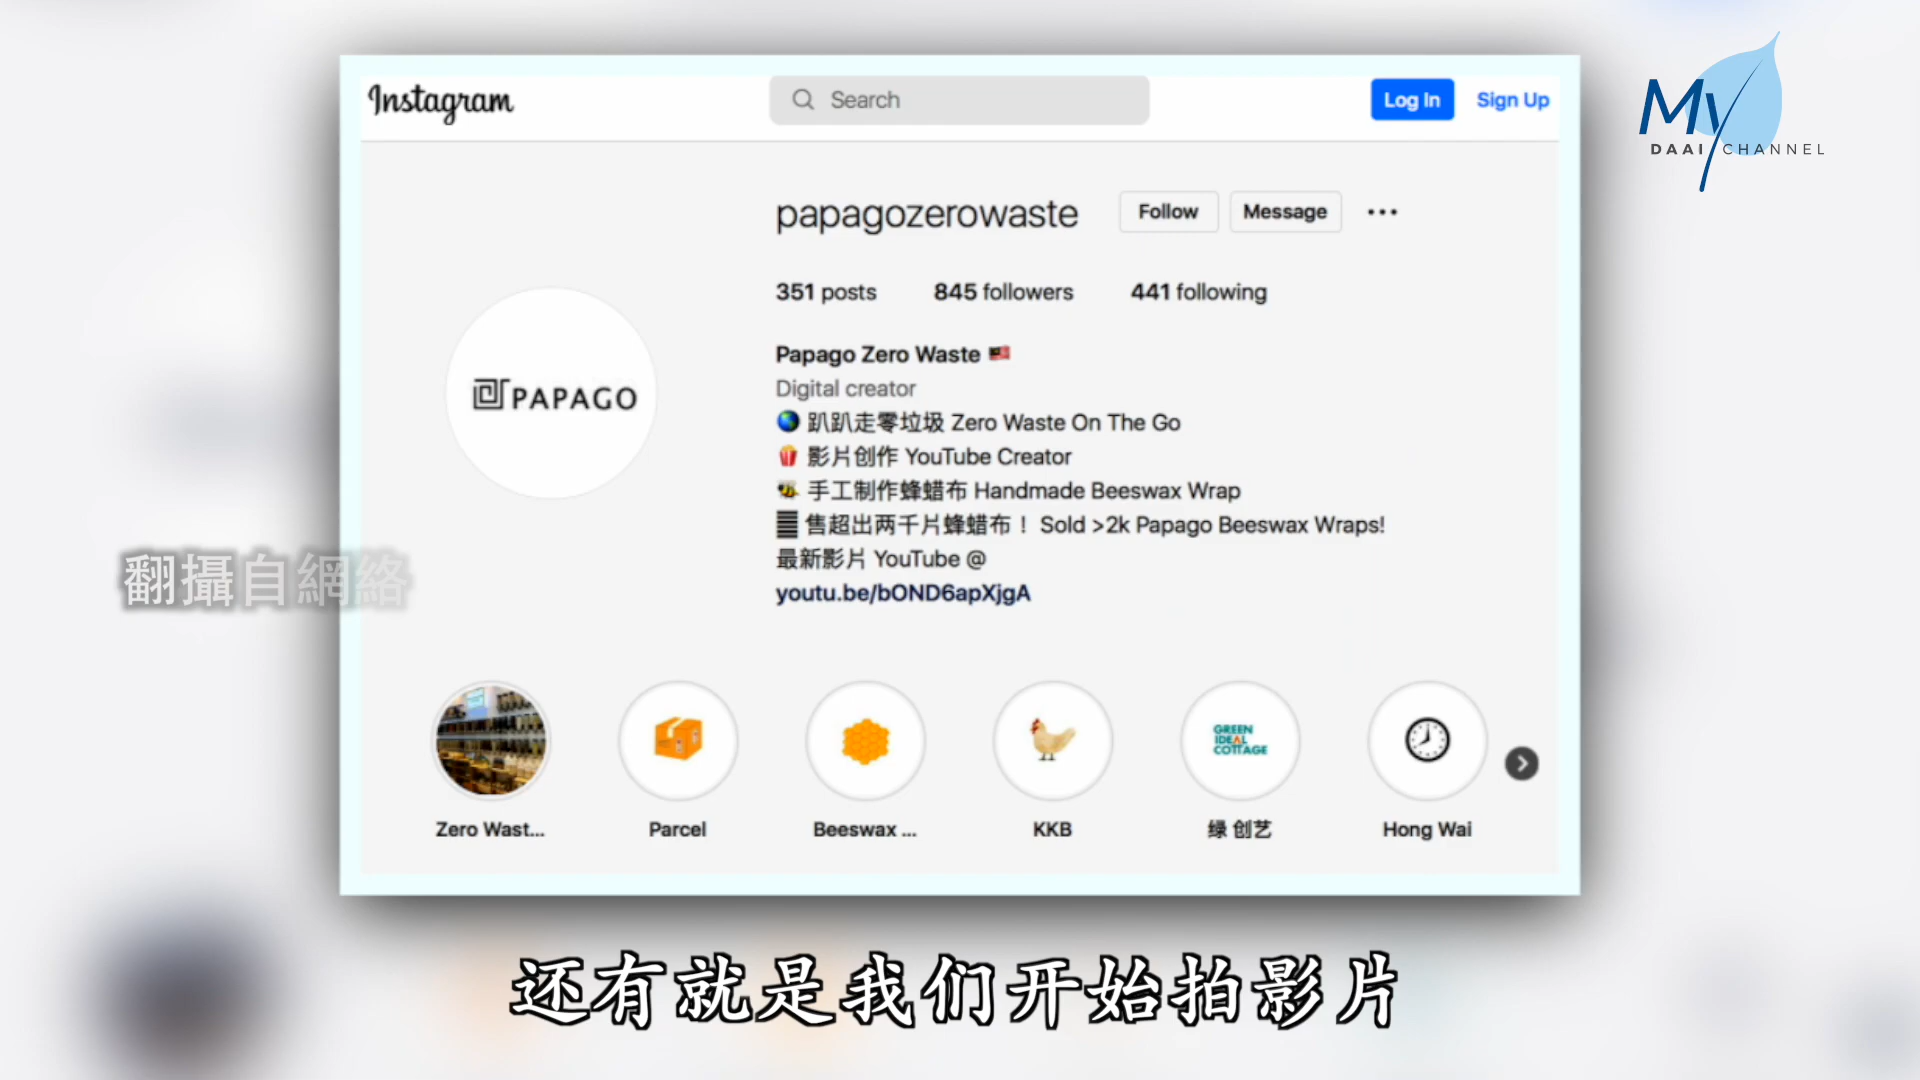 Instagram
Search
Log In
Sign Up
My
DAAI CHANNEL
papagozerowaste
Follow
Message
351 posts
845 followers
441 following
PAPAGO
Papago Zero Waste
Digital creator
趴趴走零垃圾 Zero Waste On The Go
影片创作 YouTube Creator
手工制作蜂蜡布 Handmade Beeswax Wrap
售超出两千片蜂蜡布！ Sold >2k Papago Beeswax Wraps!
最新影片 YouTube @
youtu.be/bOND6apXjgA
翻攝自網絡
GREEN
IDEAL
COTTAGE
Zero Wast...
Parcel
Beeswax ...
KKB
绿 创艺
Hong Wai
还有就是我们开始拍影片